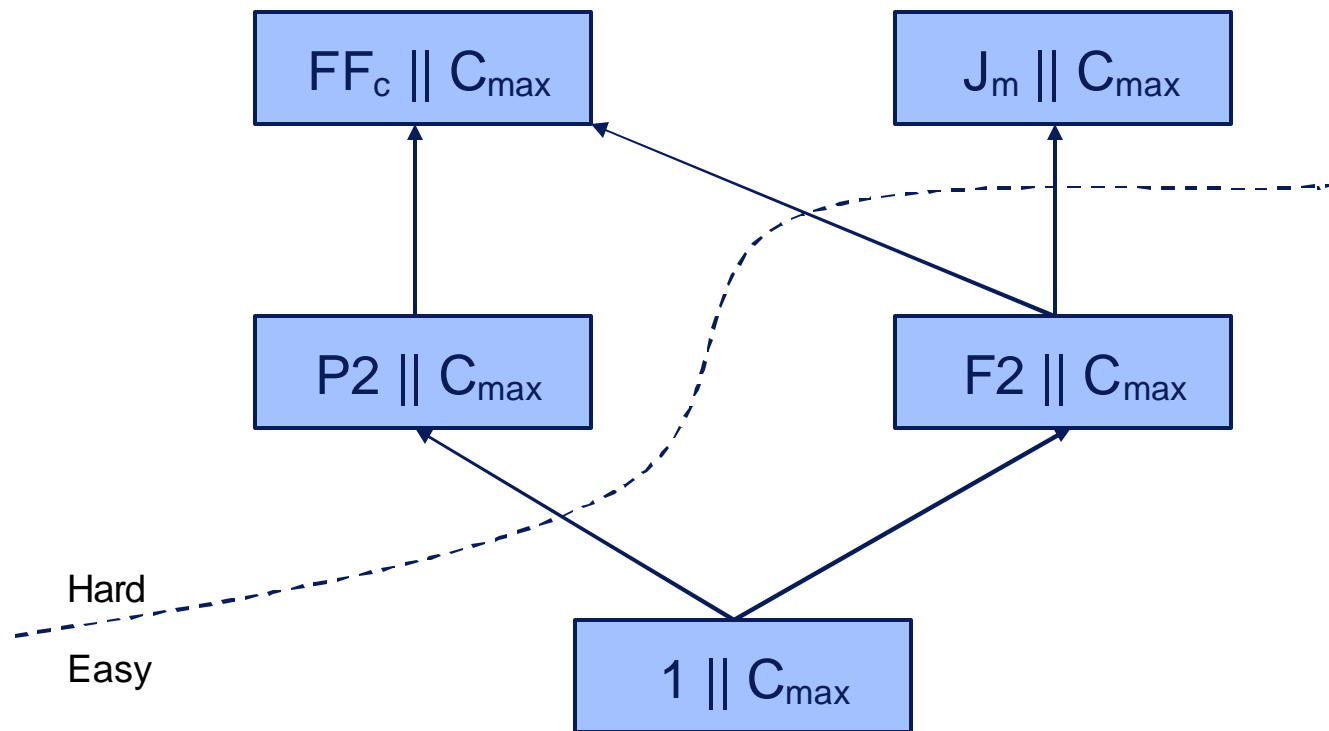 FFc || Cmax
Jm || Cmax
P2 || Cmax
F2 || Cmax
Hard
Easy
1 || Cmax